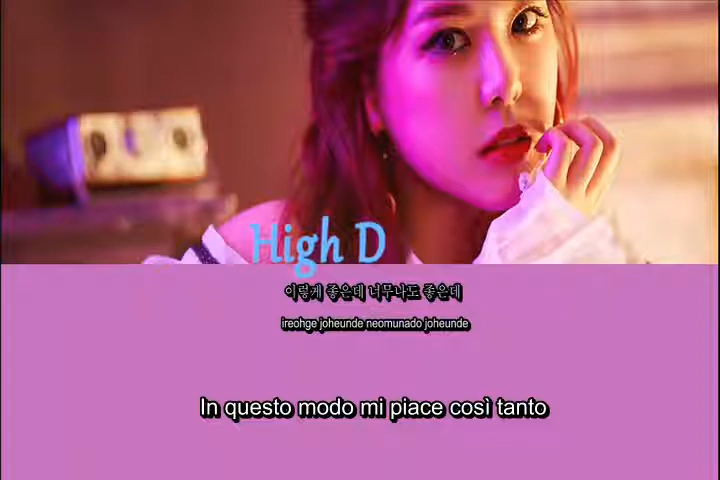 High D
이렇게 좋은데 너무나도 좋은데
ireohge joheunde neomunado joheunde
In questo modo mi piace così tanto